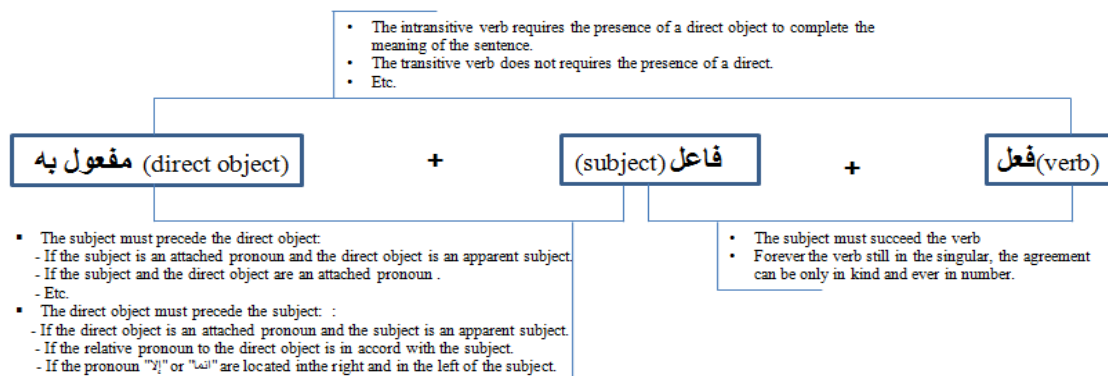 • The intransitive verb requires the presence of a direct object to complete the
meaning of the sentence.
• The transitive verb does not requires the presence of a direct.
• Etc.
مفعول به (direct object) + (subject) فاعل + فعل(verb)
▪ The subject must precede the direct object:
- If the subject is an attached pronoun and the direct object is an apparent subject.
- If the subject and the direct object are an attached pronoun .
- Etc.
▪ The direct object must precede the subject: :
- If the direct object is an attached pronoun and the subject is an apparent subject.
- If the relative pronoun to the direct object is in accord with the subject.
- If the pronoun "إلا" or "انما" are located inthe right and in the left of the subject.
• The subject must succeed the verb
• Forever the verb still in the singular, the agreement
can be only in kind and ever in number.